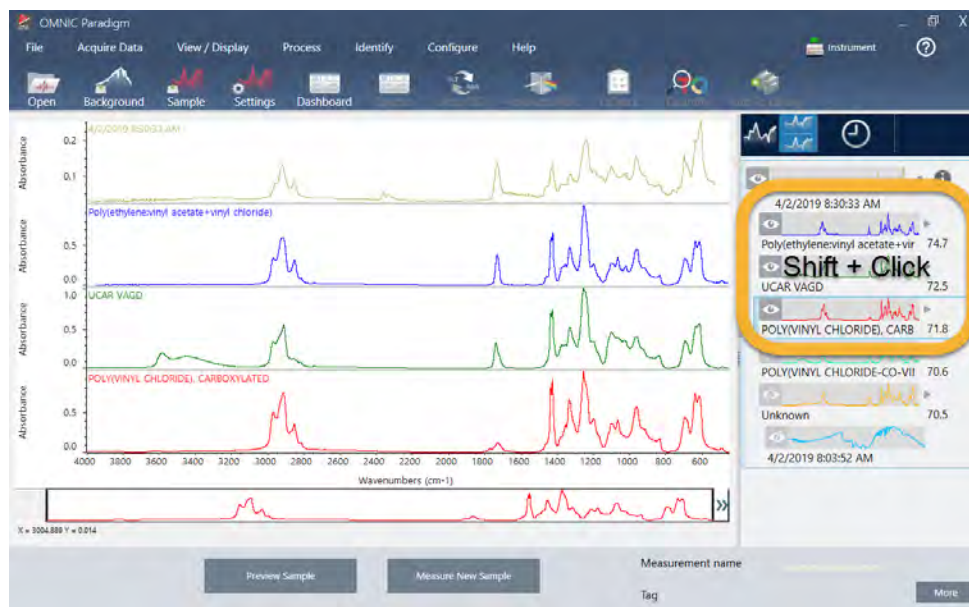 OMNIC Paradigm
File Acquire Data View / Display Process Identify Configure Help Instrument
Open Background Sample Settings Dashboard
4/2/2019 8:30:33 AM
Absorbance
0.2
0.1
Poly(ethylene:vinyl acetate+vinyl chloride)
Absorbance
0.5
0.0
UCAR VAGD
Absorbance
1.0
0.5
0.0
POLY(VINYL CHLORIDE), CARBOXYLATED
Absorbance
0.5
0.0
4000 3800 3600 3400 3200 3000 2800 2600 2400 2200 2000 1800 1600 1400 1200 1000 800 600
Wavenumbers (cm-1)
X = 3004.889 Y = 0.014
4/2/2019 8:30:33 AM
Poly(ethylene:vinyl acetate+vir 74.7
Shift + Click
UCAR VAGD 72.5
POLY(VINYL CHLORIDE), CARB 71.8
POLY(VINYL CHLORIDE-CO-VII 70.6
Unknown 70.5
4/2/2019 8:03:52 AM
Preview Sample Measure New Sample
Measurement name
Tag
More